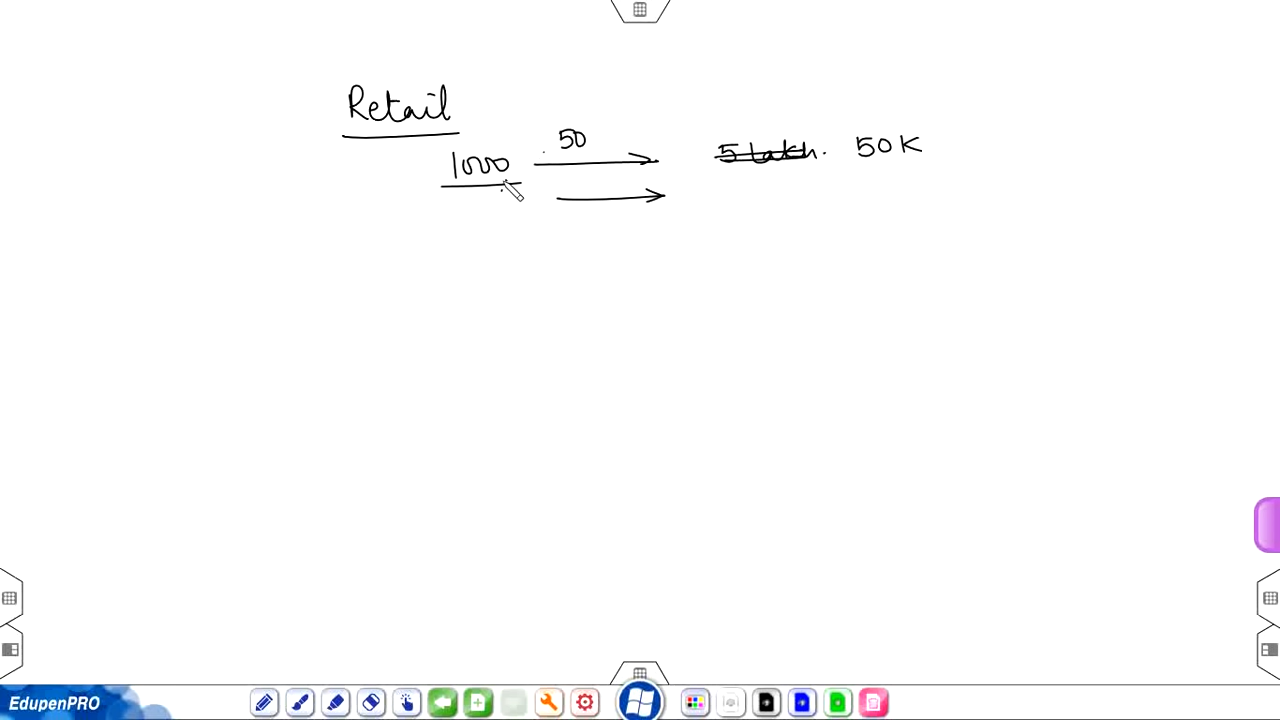 Retail
50
1000 → 5 Lakh. 50K
→
EdupenPRO